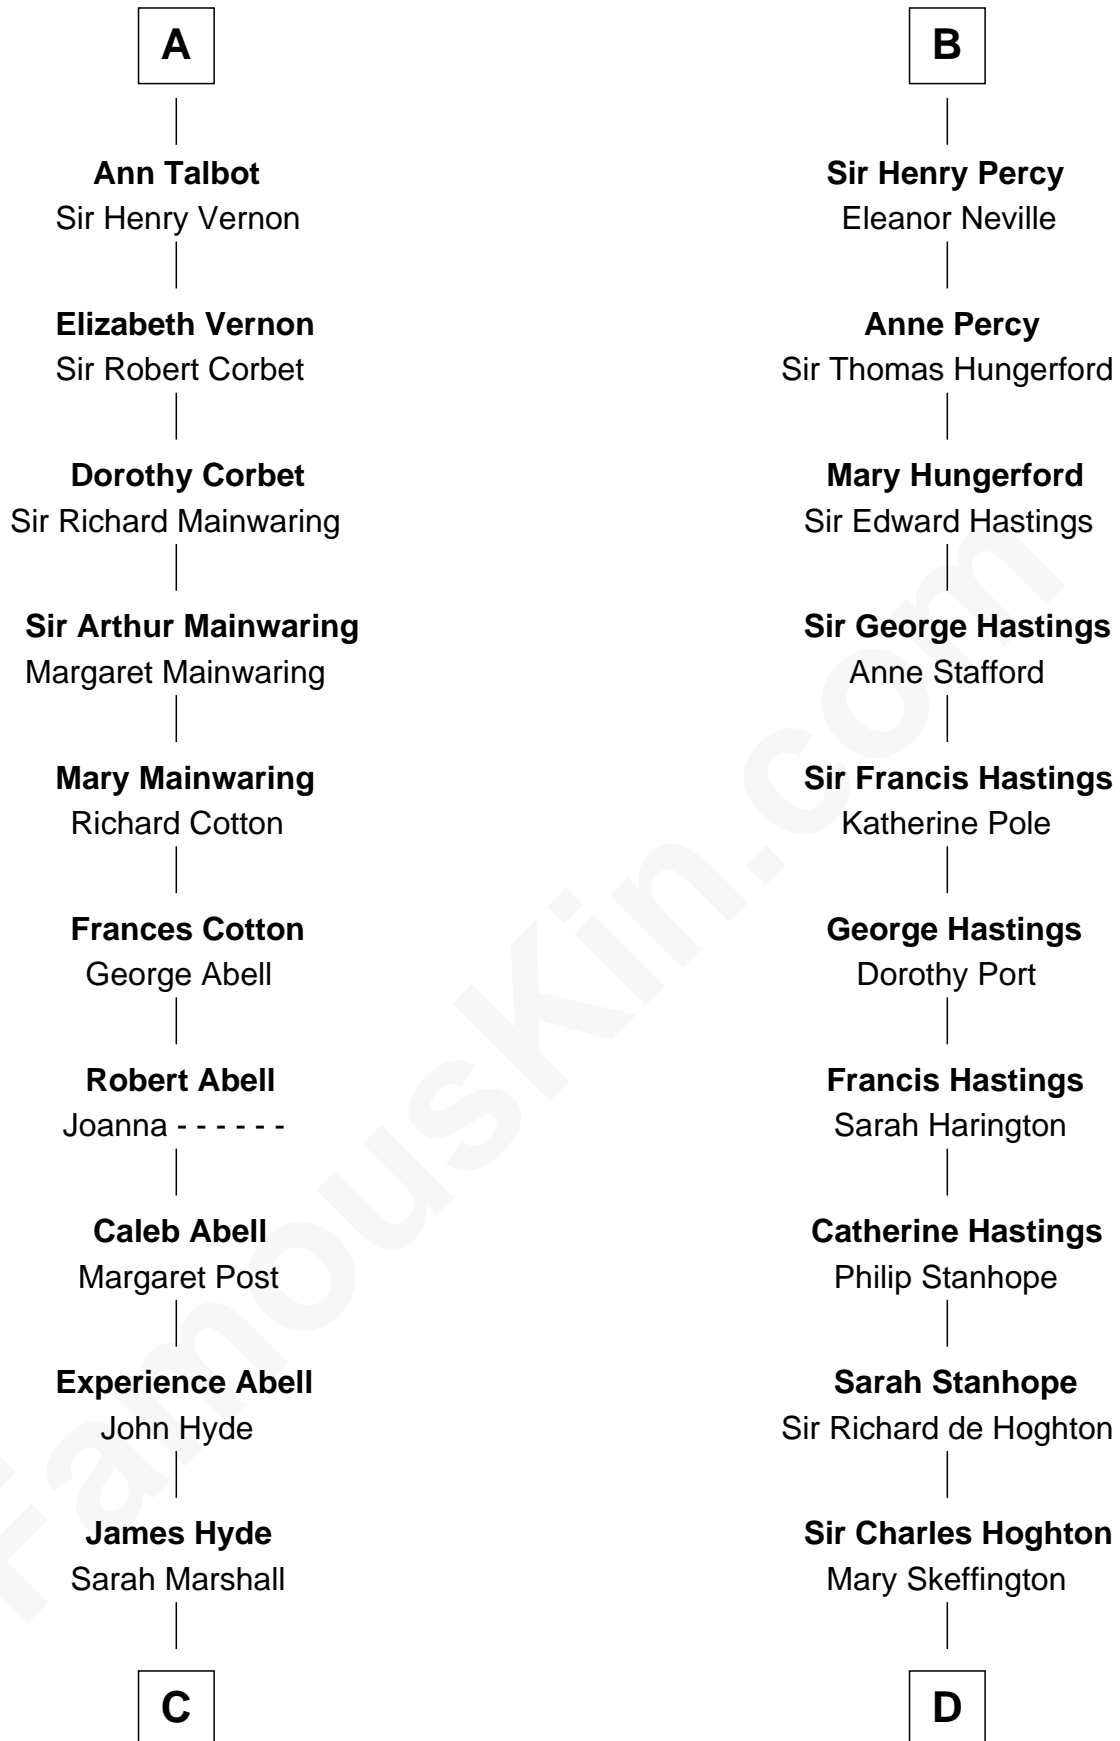 A
Ann Talbot
Sir Henry Vernon
Elizabeth Vernon
Sir Robert Corbet
Dorothy Corbet
Sir Richard Mainwaring
Sir Arthur Mainwaring
Margaret Mainwaring
Mary Mainwaring
Richard Cotton
Frances Cotton
George Abell
Robert Abell
Joanna - - - - - -
Caleb Abell
Margaret Post
Experience Abell
John Hyde
James Hyde
Sarah Marshall
C
B
Sir Henry Percy
Eleanor Neville
Anne Percy
Sir Thomas Hungerford
Mary Hungerford
Sir Edward Hastings
Sir George Hastings
Anne Stafford
Sir Francis Hastings
Katherine Pole
George Hastings
Dorothy Port
Francis Hastings
Sarah Harington
Catherine Hastings
Philip Stanhope
Sarah Stanhope
Sir Richard de Hoghton
Sir Charles Hoghton
Mary Skeffington
D
FamousKin.com